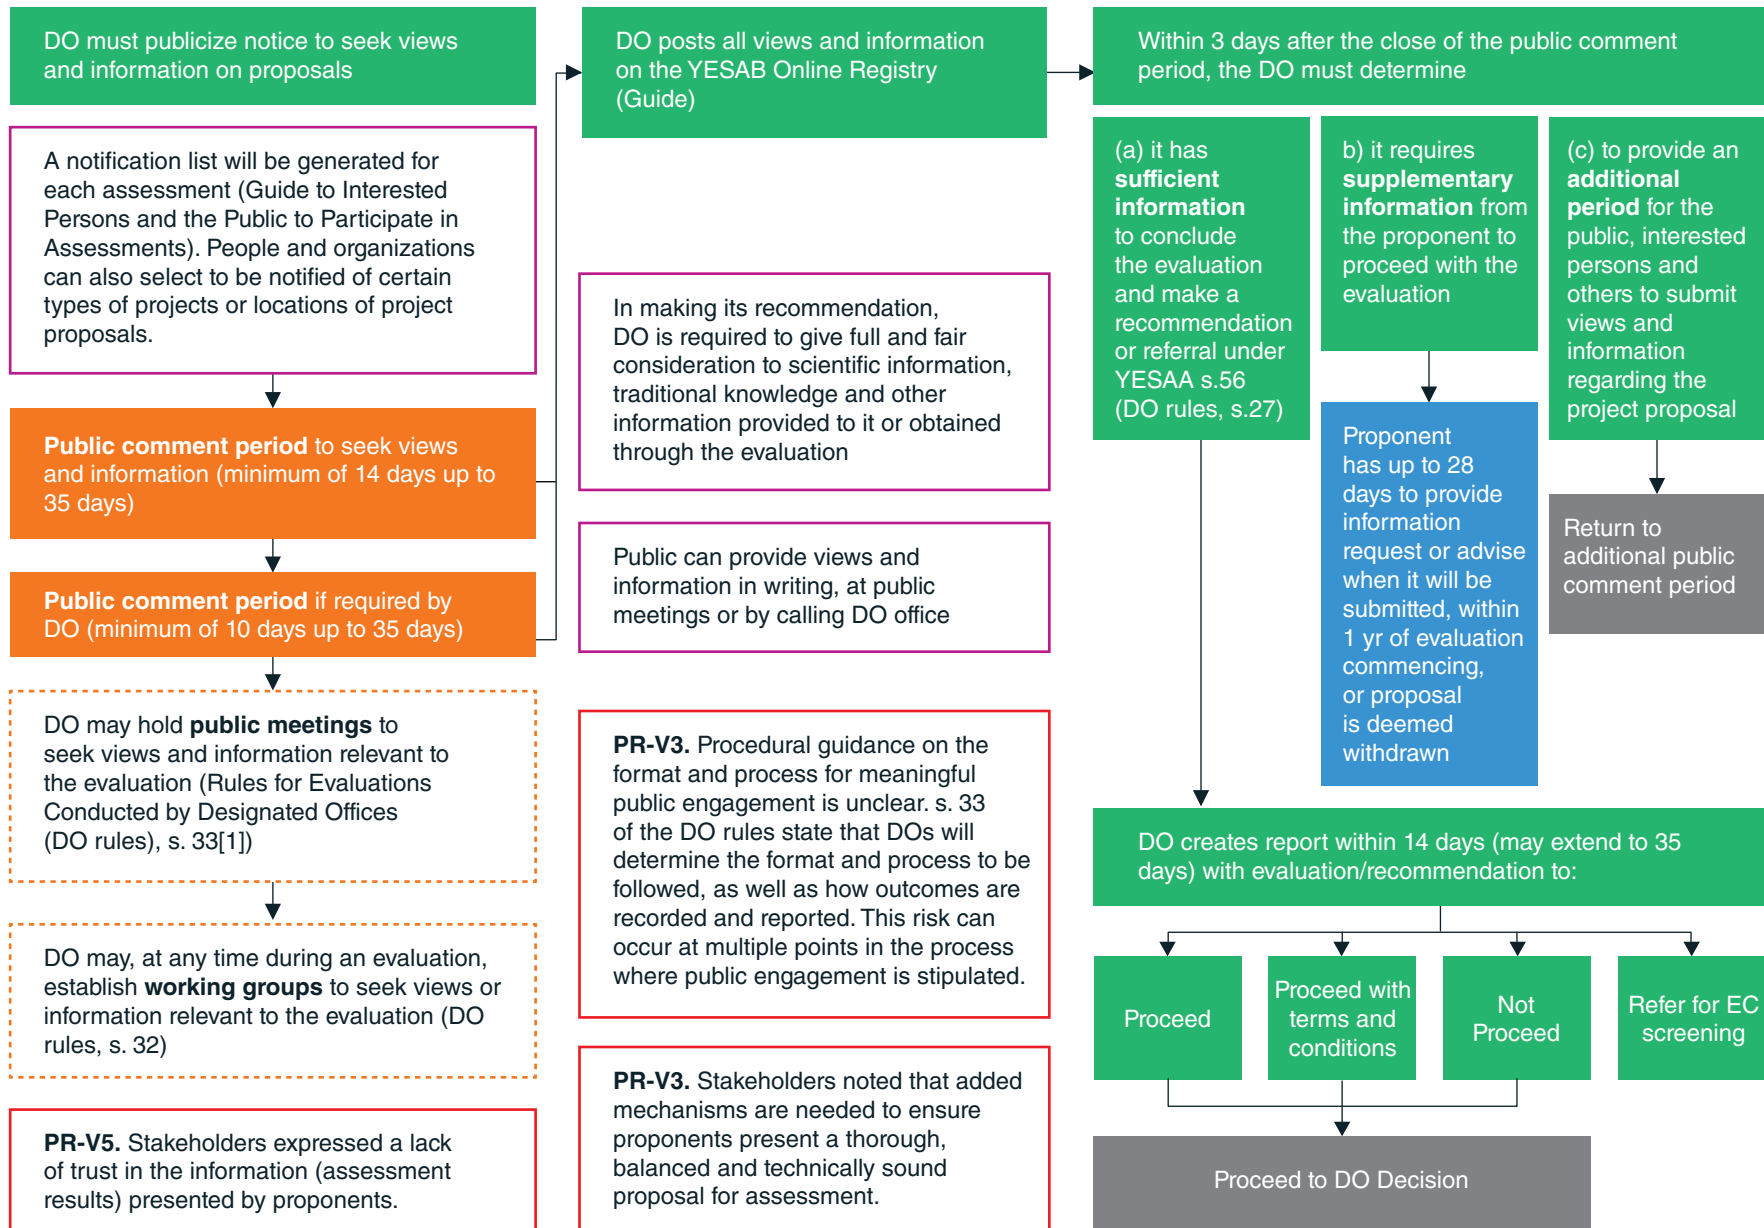 DO must publicize notice to seek views
and information on proposals
A notification list will be generated for
each assessment (Guide to Interested
Persons and the Public to Participate in
Assessments). People and organizations
can also select to be notified of certain
types of projects or locations of project
proposals.
Public comment period to seek views
and information (minimum of 14 days up to
35 days)
Public comment period if required by
DO (minimum of 10 days up to 35 days)
DO may hold public meetings to
seek views and information relevant to
the evaluation (Rules for Evaluations
Conducted by Designated Offices
(DO rules), s. 33[1])
DO may, at any time during an evaluation,
establish working groups to seek views or
information relevant to the evaluation (DO
rules, s. 32)
PR-V5. Stakeholders expressed a lack
of trust in the information (assessment
results) presented by proponents.
DO posts all views and information
on the YESAB Online Registry
(Guide)
In making its recommendation,
DO is required to give full and fair
consideration to scientific information,
traditional knowledge and other
information provided to it or obtained
through the evaluation
Public can provide views and
information in writing, at public
meetings or by calling DO office
PR-V3. Procedural guidance on the
format and process for meaningful
public engagement is unclear. s. 33
of the DO rules state that DOs will
determine the format and process to be
followed, as well as how outcomes are
recorded and reported. This risk can
occur at multiple points in the process
where public engagement is stipulated.
PR-V3. Stakeholders noted that added
mechanisms are needed to ensure
proponents present a thorough,
balanced and technically sound
proposal for assessment.
Within 3 days after the close of the public comment
period, the DO must determine
(a) it has
sufficient
information
to conclude
the evaluation
and make a
recommendation
or referral under
YESAA s.56
(DO rules, s.27)
b) it requires
supplementary
information from
the proponent to
proceed with the
evaluation
Proponent
has up to 28
days to provide
information
request or advise
when it will be
submitted, within
1 yr of evaluation
commencing,
or proposal
is deemed
withdrawn
(c) to provide an
additional
period for the
public, interested
persons and
others to submit
views and
information
regarding the
project proposal
Return to
additional public
comment period
DO creates report within 14 days (may extend to 35
days) with evaluation/recommendation to:
Proceed
Proceed with
terms and
conditions
Not
Proceed
Refer for EC
screening
Proceed to DO Decision